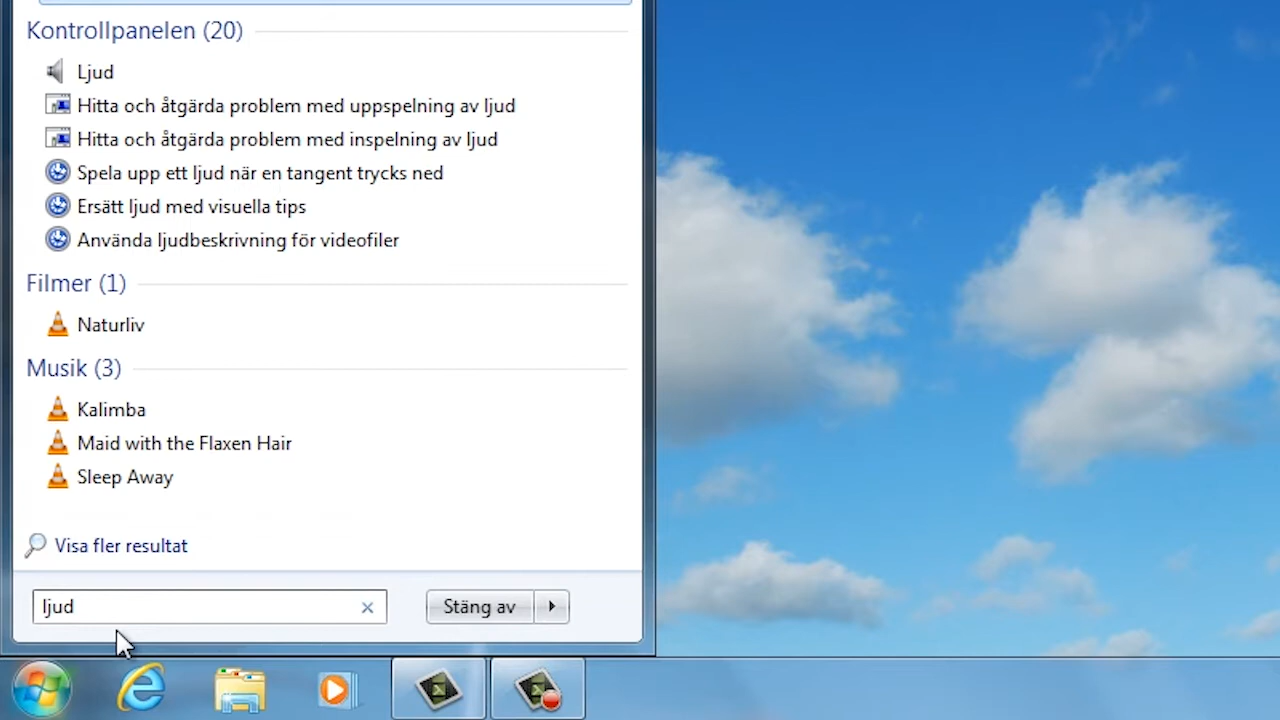 Kontrollpanelen (20)
Ljud
Hitta och åtgärda problem med uppspelning av ljud
Hitta och åtgärda problem med inspelning av ljud
Spela upp ett ljud när en tangent trycks ned
Ersätt ljud med visuella tips
Använda ljudbeskrivning för videofiler
Filmer (1)
Naturliv
Musik (3)
Kalimba
Maid with the Flaxen Hair
Sleep Away
Visa fler resultat
ljud
Stäng av